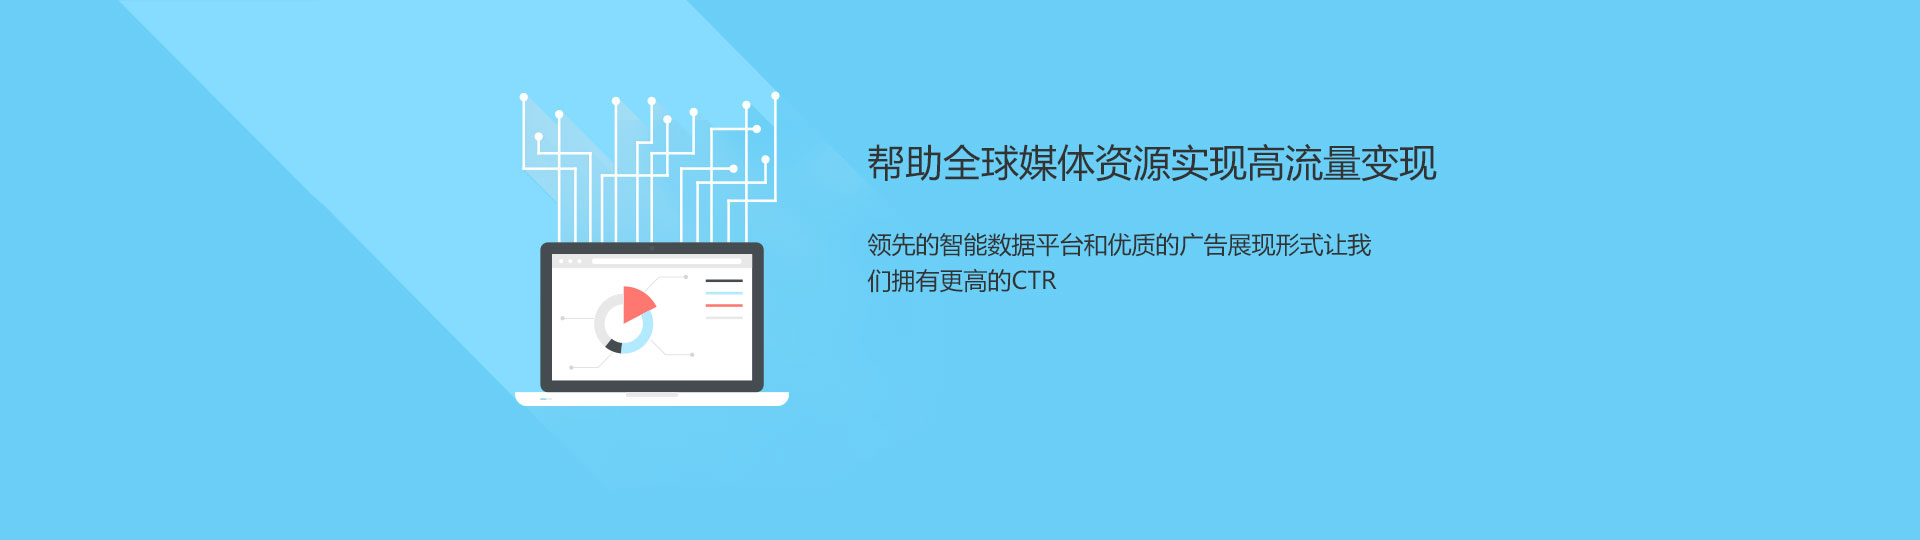 帮助全球媒体资源实现高流量变现
领先的智能数据平台和优质的广告展现形式让我
们拥有更高的CTR